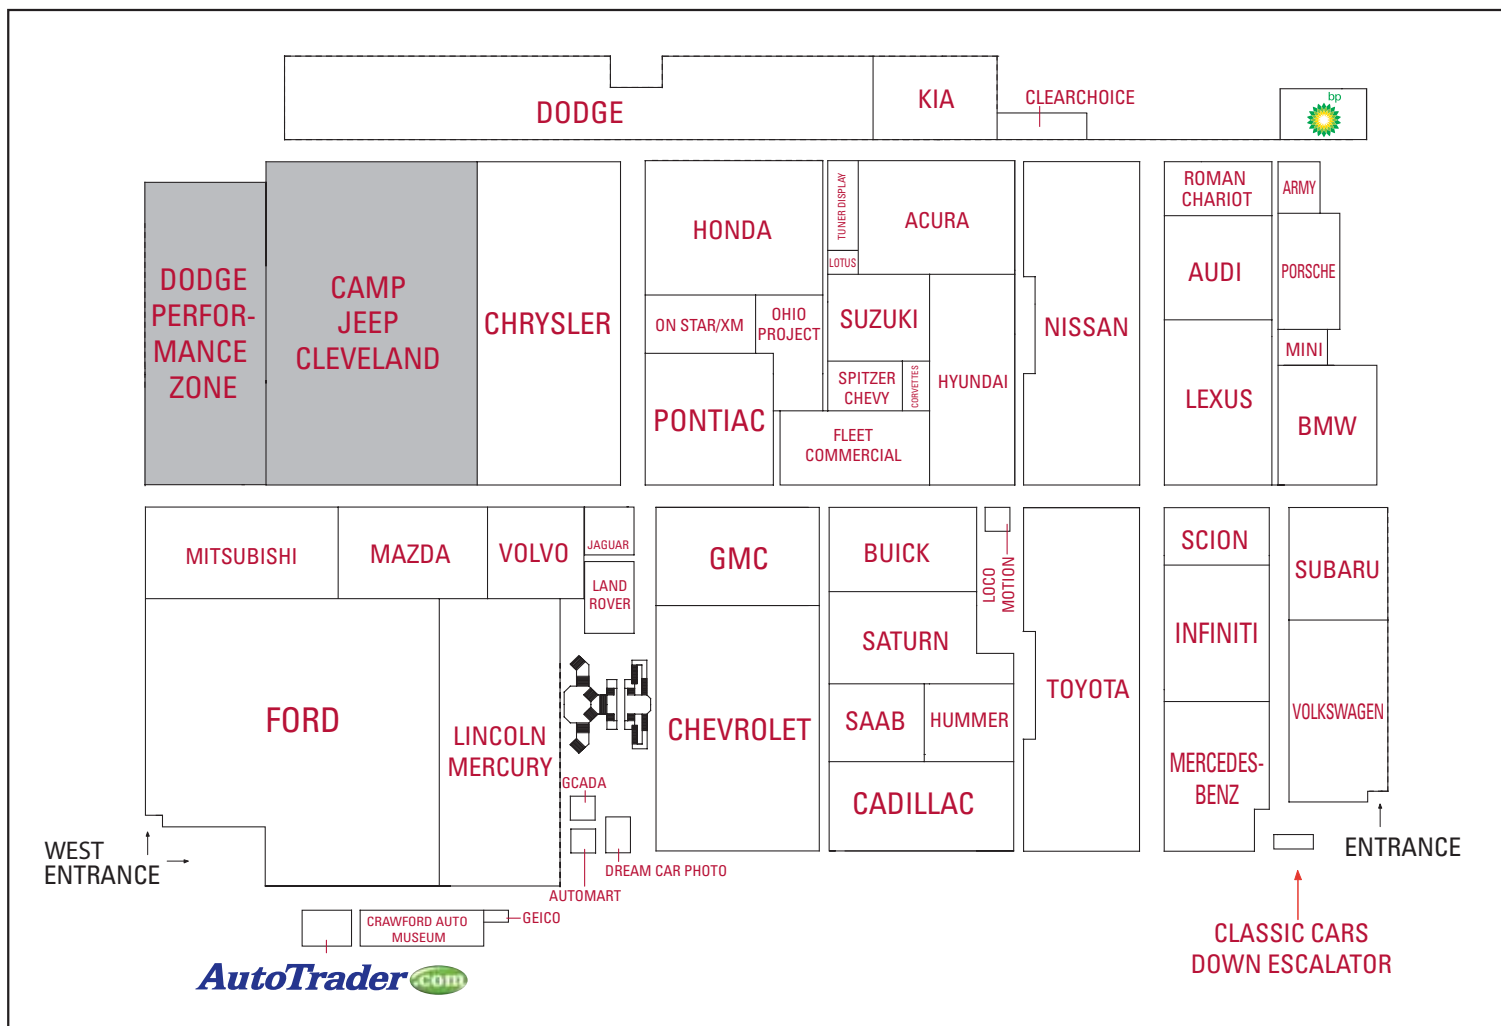 DODGE
KIA
CLEARCHOICE
bp
DODGE
PERFOR-
MANCE
ZONE
CAMP
JEEP
CLEVELAND
CHRYSLER
HONDA
ON STAR/XM
OHIO
PROJECT
PONTIAC
TUNER DISPLAY
LOTUS
ACURA
SUZUKI
SPITZER
CHEVY
CORVETTES
HYUNDAI
FLEET
COMMERCIAL
NISSAN
ROMAN
CHARIOT
AUDI
LEXUS
ARMY
PORSCHE
MINI
BMW
MITSUBISHI
MAZDA
VOLVO
JAGUAR
LAND
ROVER
FORD
LINCOLN
MERCURY
GMC
CHEVROLET
BUICK
LOCO
MOTION
SATURN
SAAB
HUMMER
CADILLAC
TOYOTA
SCION
INFINITI
MERCEDES-
BENZ
SUBARU
VOLKSWAGEN
GCADA
DREAM CAR PHOTO
AUTOMART
WEST
ENTRANCE
ENTRANCE
CRAWFORD AUTO
MUSEUM
GEICO
AutoTrader.com
CLASSIC CARS
DOWN ESCALATOR